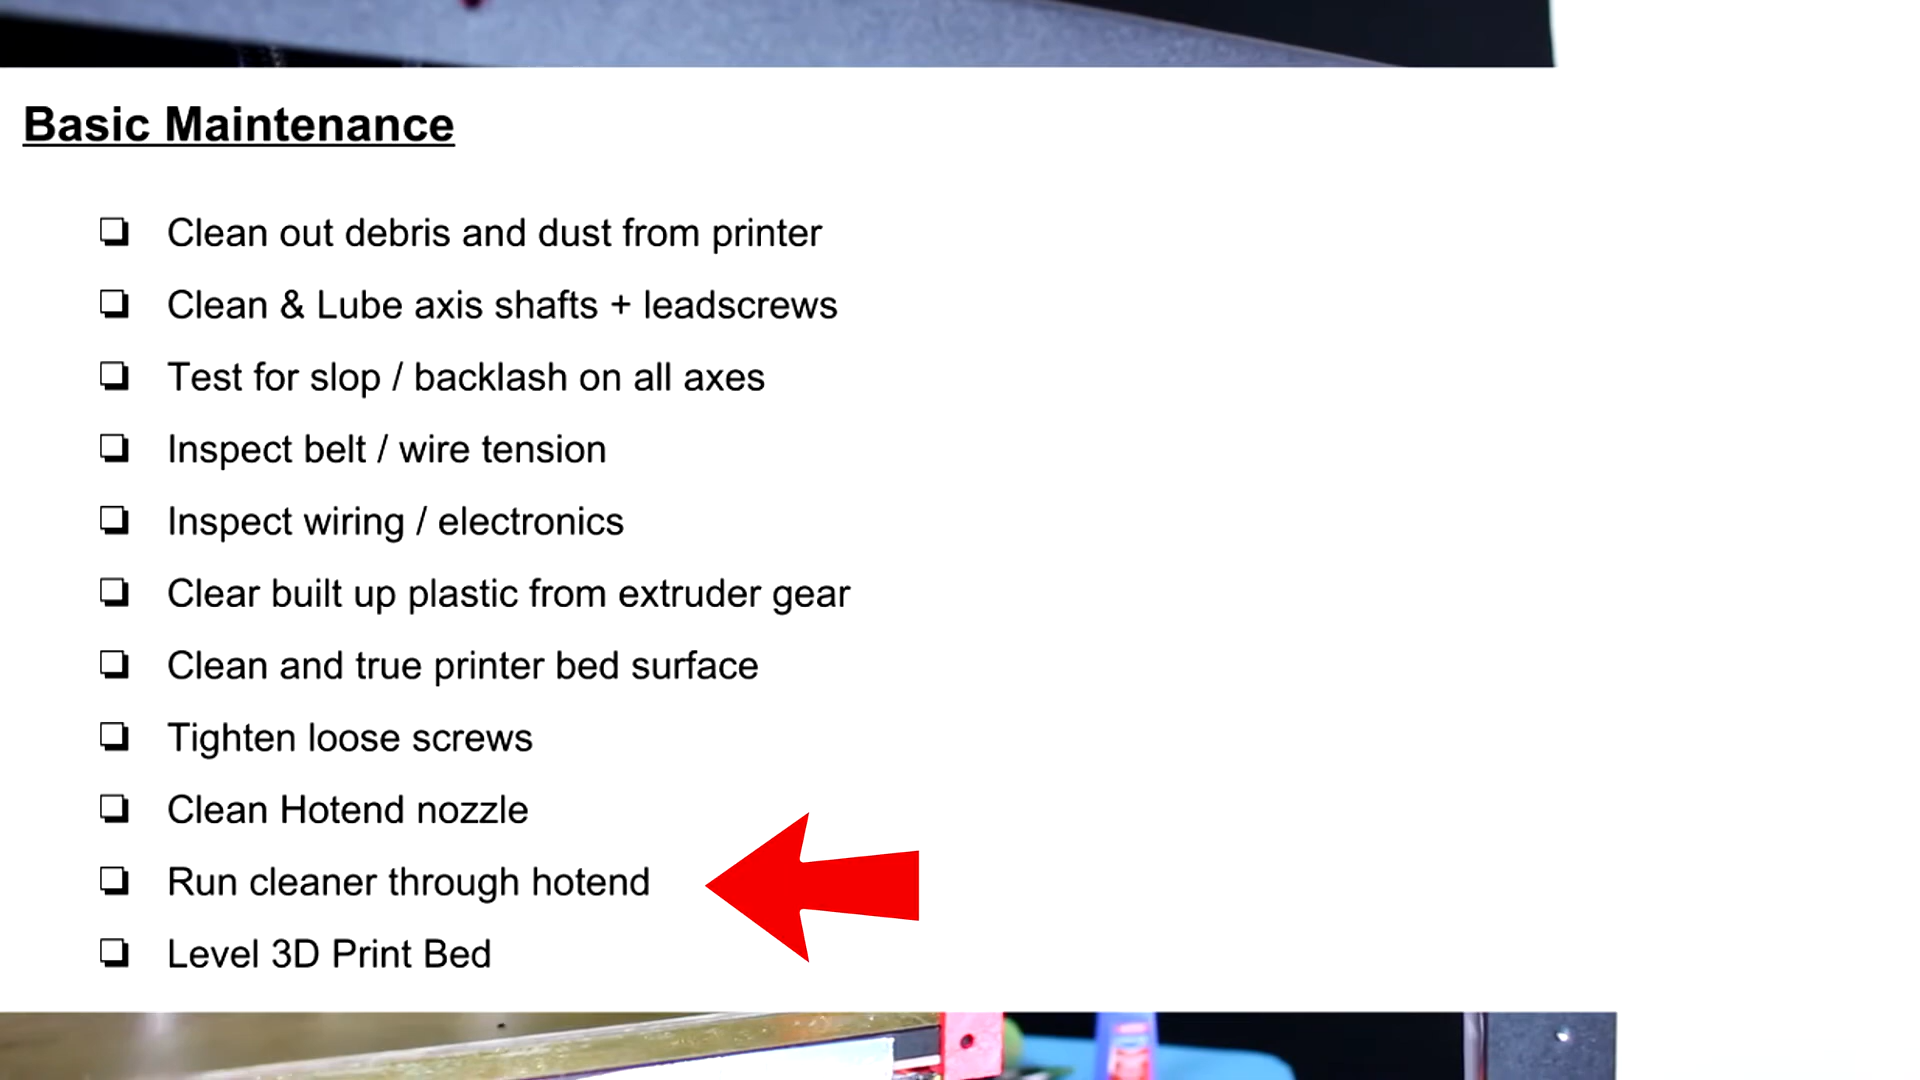 Basic Maintenance
Clean out debris and dust from printer
Clean & Lube axis shafts + leadscrews
Test for slop / backlash on all axes
Inspect belt / wire tension
Inspect wiring / electronics
Clear built up plastic from extruder gear
Clean and true printer bed surface
Tighten loose screws
Clean Hotend nozzle
Run cleaner through hotend
Level 3D Print Bed